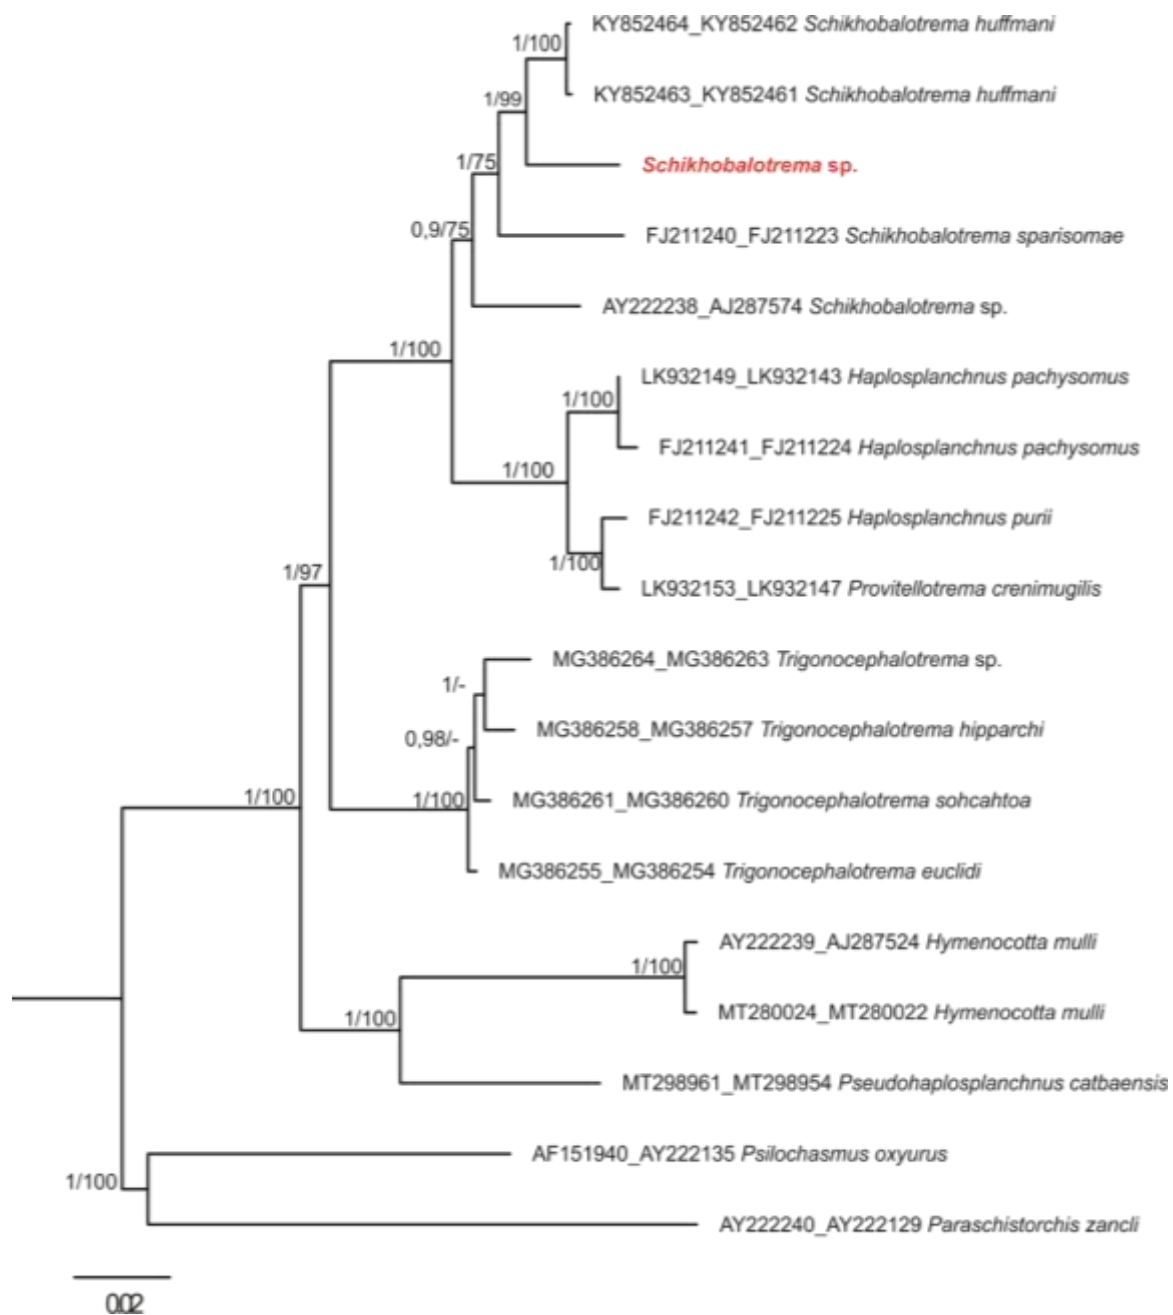 KY852464_KY852462 Schikhobalotrema huffmani
1/100
KY852463_KY852461 Schikhobalotrema huffmani
1/99
Schikhobalotrema sp.
1/75
0,9/75
FJ211240_FJ211223 Schikhobalotrema sparisomae
AY222238_AJ287574 Schikhobalotrema sp.
1/100
LK932149_LK932143 Haplosplanchnus pachysomus
1/100
FJ211241_FJ211224 Haplosplanchnus pachysomus
1/100
FJ211242_FJ211225 Haplosplanchnus purii
1/100
LK932153_LK932147 Provitellotrema crenimugilis
1/97
MG386264_MG386263 Trigonocephalotrema sp.
1/-
MG386258_MG386257 Trigonocephalotrema hipparchi
0,98/-
1/100
1/100
MG386261_MG386260 Trigonocephalotrema sohcahtoa
MG386255_MG386254 Trigonocephalotrema euclidi
AY222239_AJ287524 Hymenocotta mulli
1/100
MT280024_MT280022 Hymenocotta mulli
1/100
MT298961_MT298954 Pseudohaplosplanchnus catbaensis
AF151940_AY222135 Psilochasmus oxyurus
1/100
AY222240_AY222129 Paraschistorchis zancli
0.02